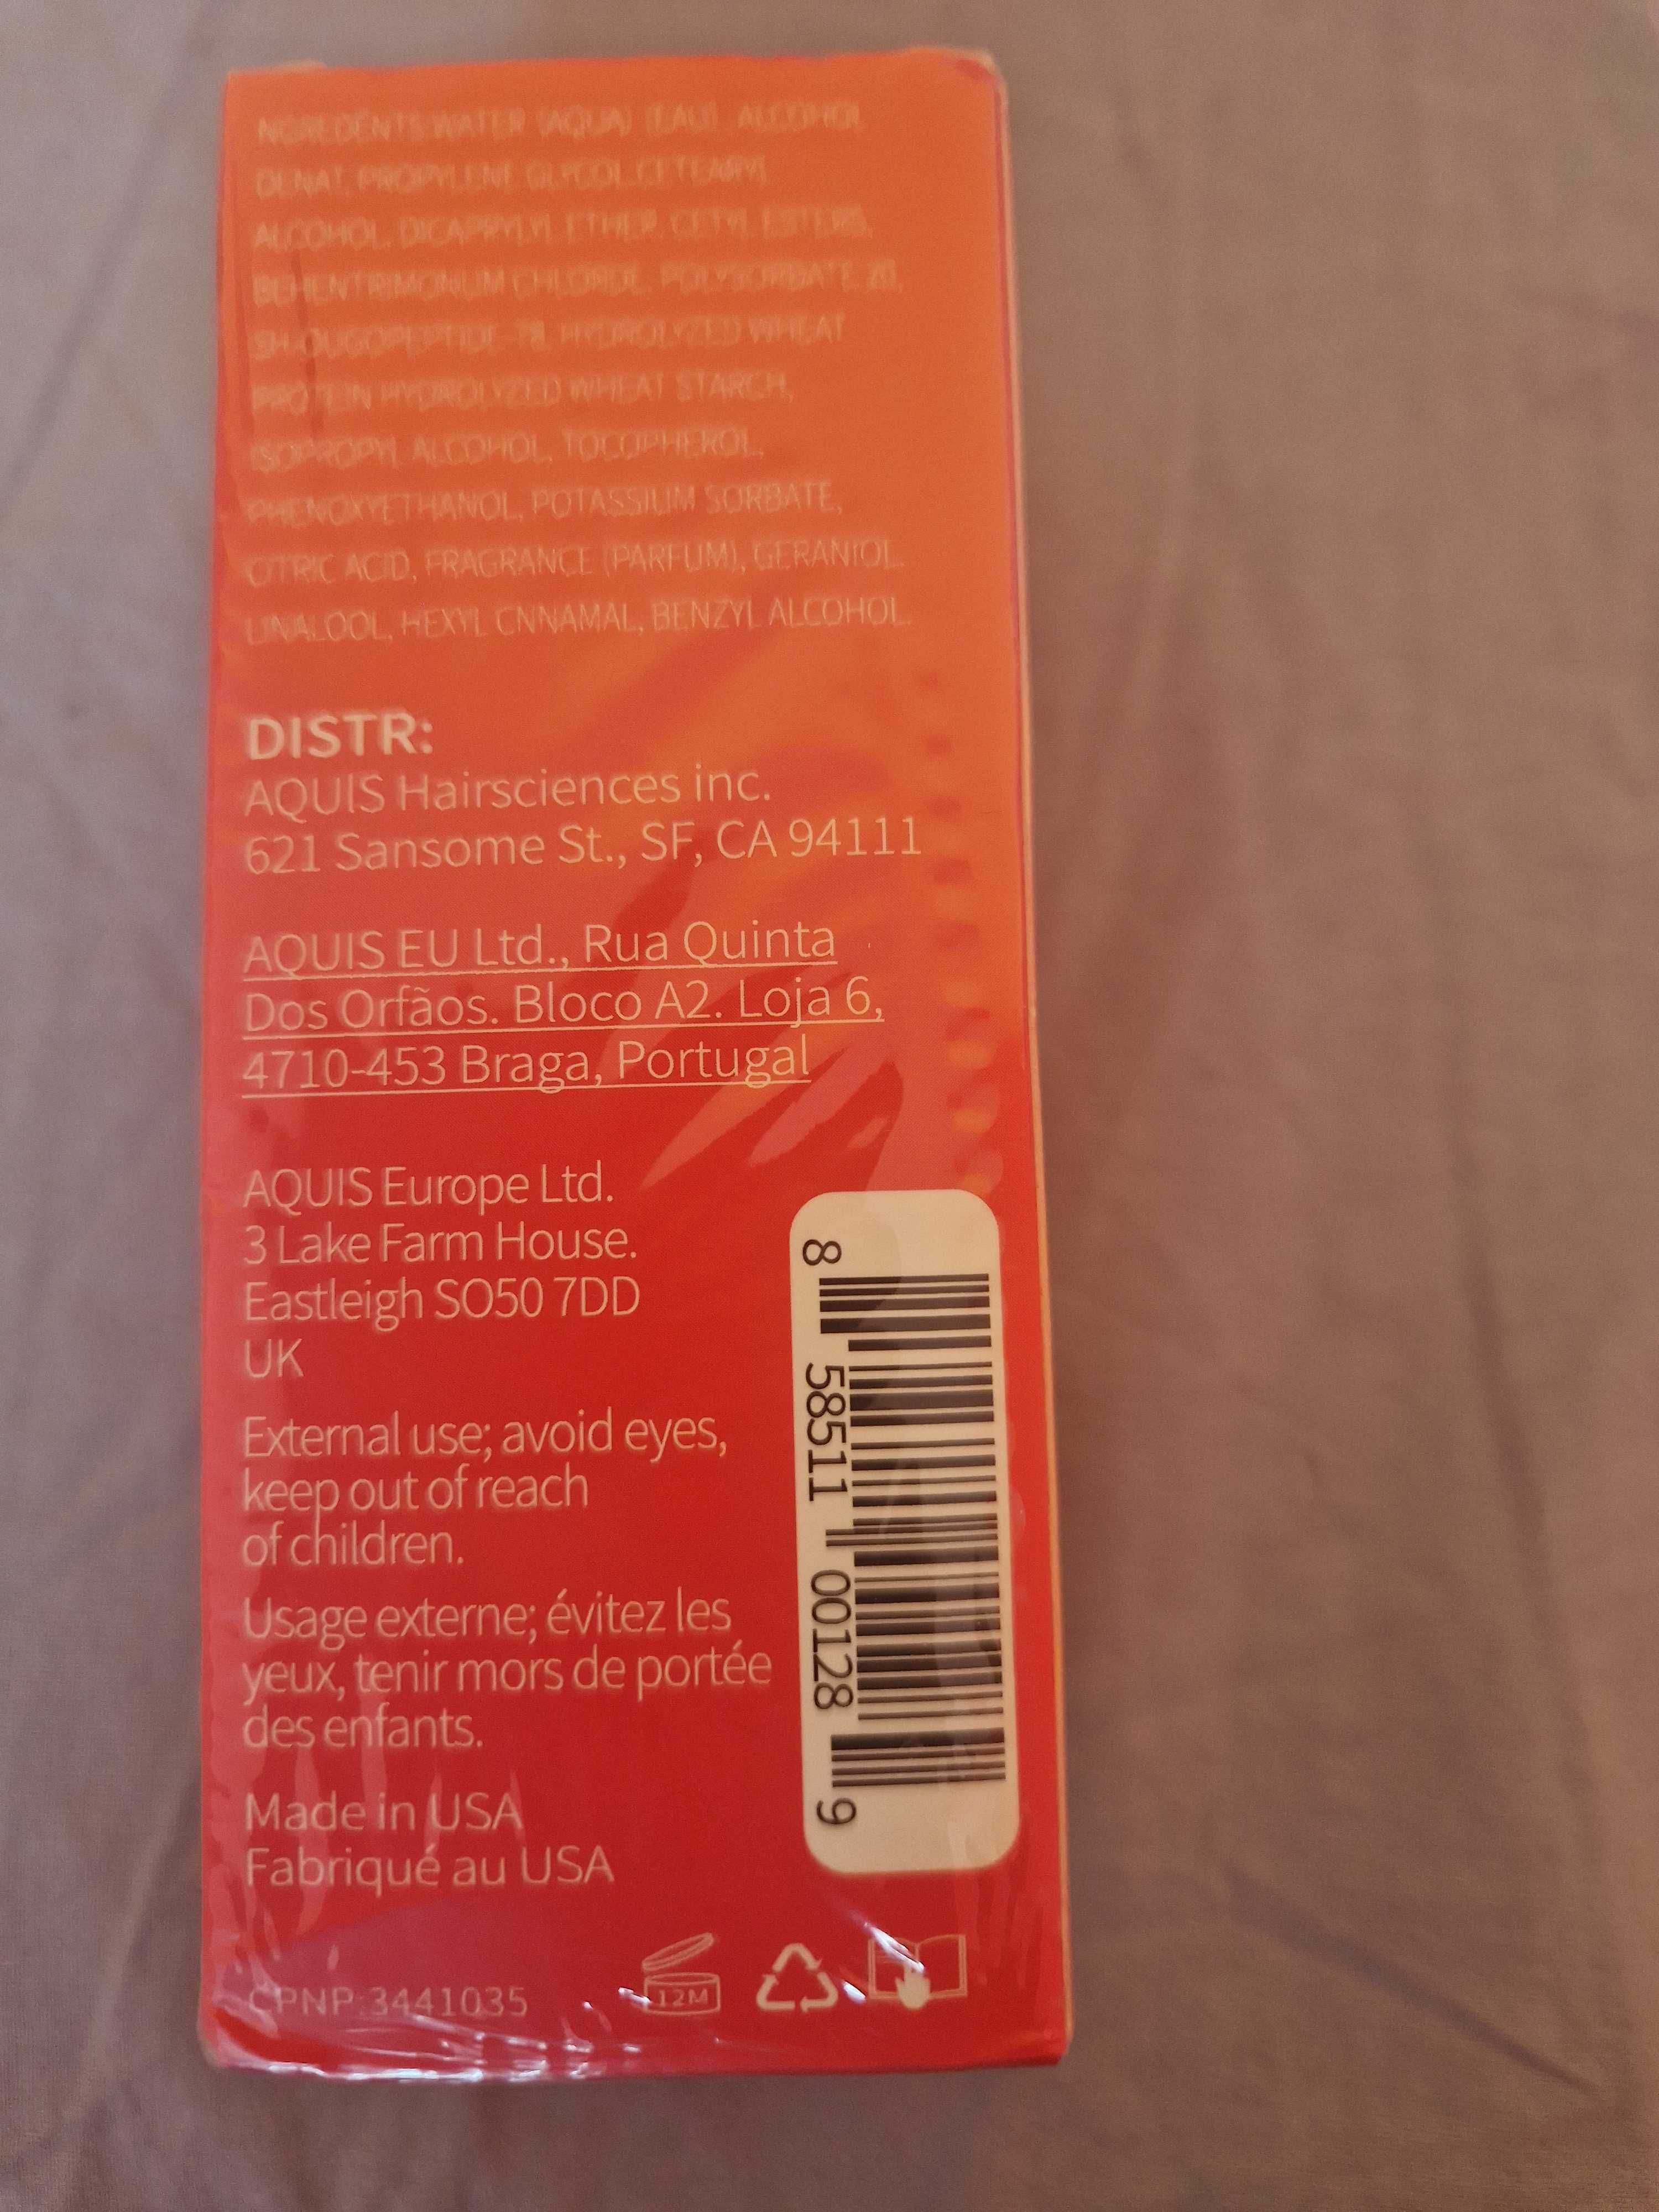 INGREDIENTS:WATER (AQUA) (EAU), ALCOHOL
DENAT, PROPYLENE GLYCOL,CETEARYL
ALCOHOL, DICAPRYLYL ETHER, CETYL ESTERS,
BEHENTRIMONIUM CHLORIDE, POLYSORBATE 20,
SH-OLIGOPEPTIDE-78, HYDROLYZED WHEAT
PROTEIN HYDROLYZED WHEAT STARCH,
ISOPROPYL ALCOHOL, TOCOPHEROL,
PHENOXYETHANOL, POTASSIUM SORBATE,
CITRIC ACID, FRAGRANCE (PARFUM), GERANIOL.
LINALOOL, HEXYL CNNAMAL, BENZYL ALCOHOL.
DISTR:
AQUIS Hairsciences inc.
621 Sansome St., SF, CA 94111
AQUIS EU Ltd., Rua Quinta
Dos Orfãos. Bloco A2. Loja 6,
4710-453 Braga, Portugal
AQUIS Europe Ltd.
3 Lake Farm House.
Eastleigh SO50 7DD
UK
External use; avoid eyes,
keep out of reach
of children.
Usage externe; évitez les
yeux, tenir mors de portée
des enfants.
Made in USA
Fabriqué au USA
8 58511 00128 9
CPNP:3441035
12M